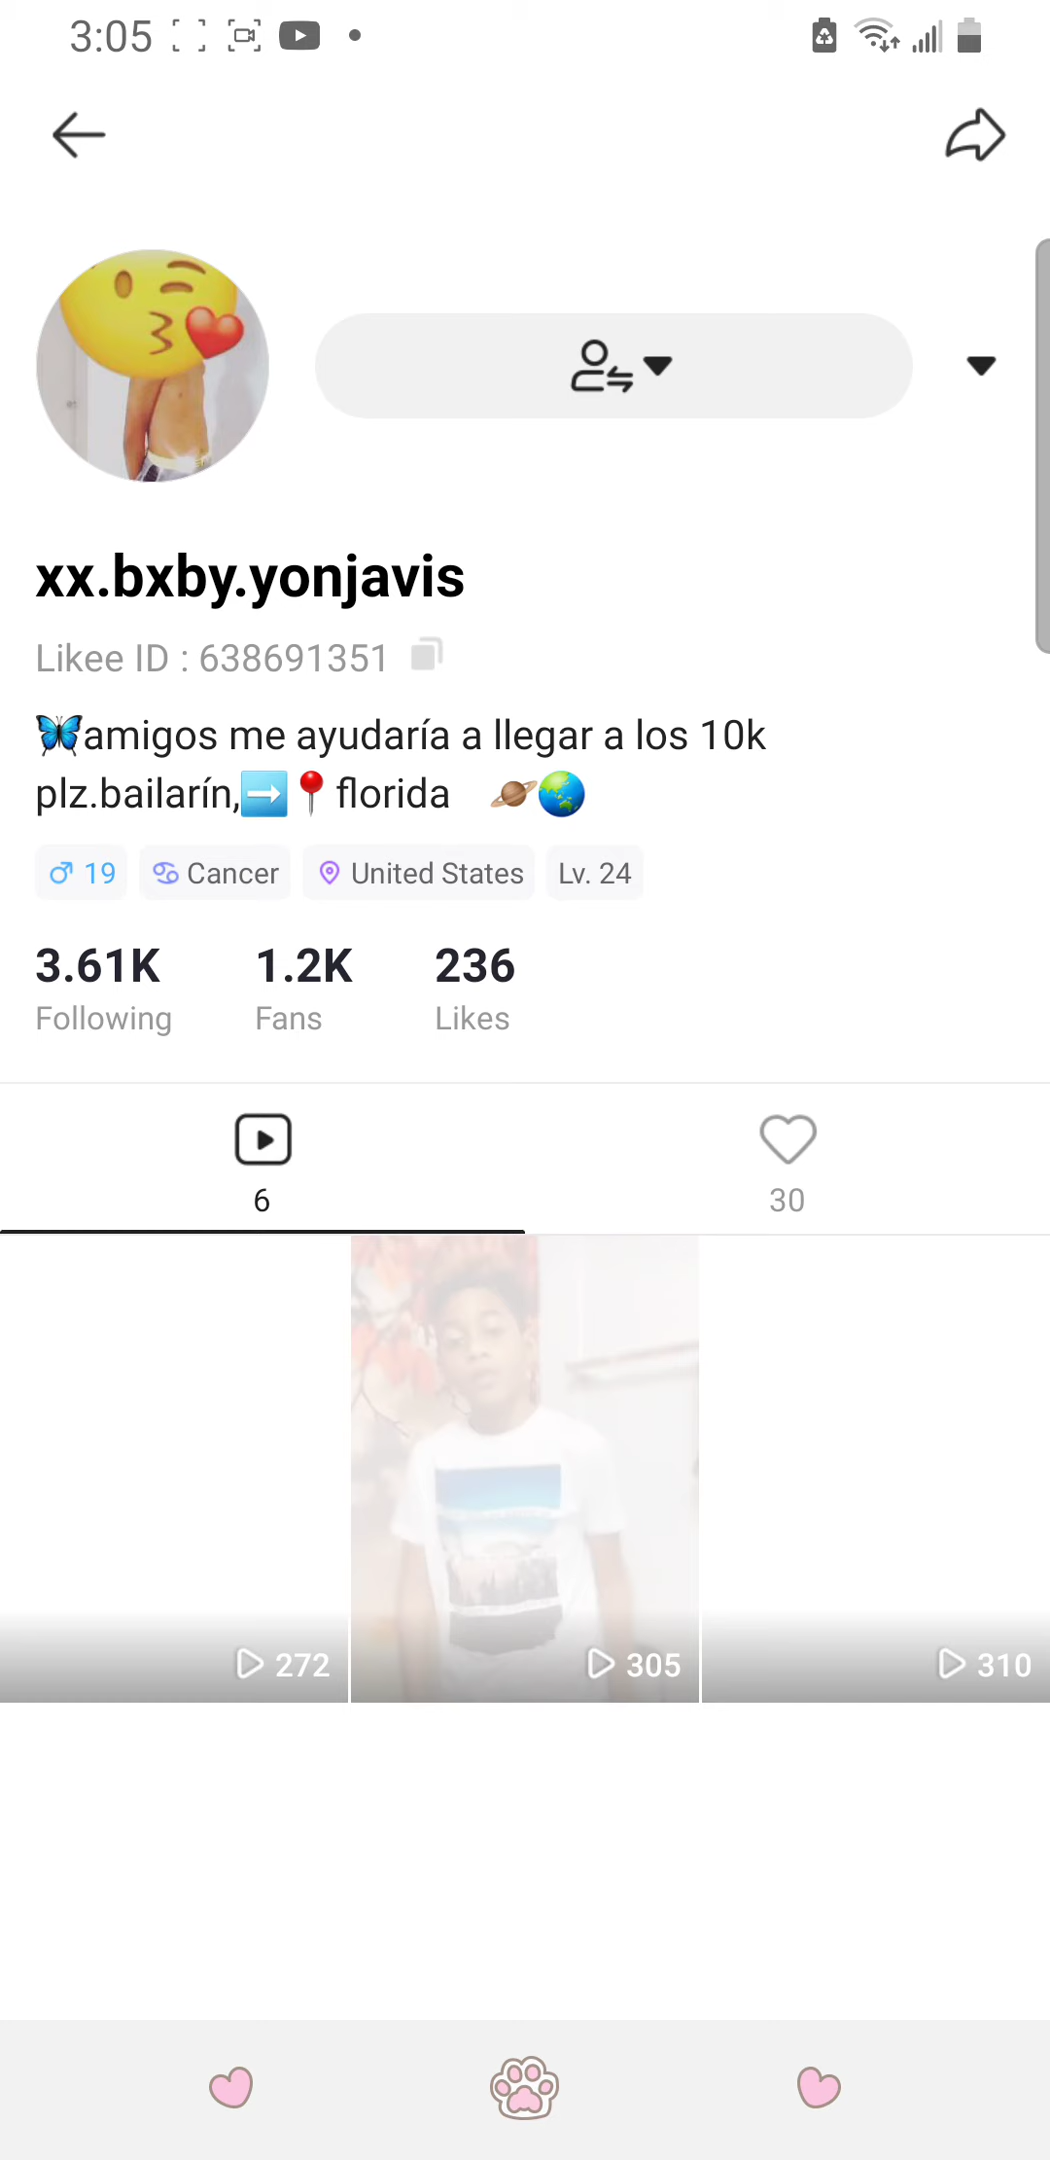 3:05
xx.bxby.yonjavis
Likee ID : 638691351
🦋amigos me ayudaría a llegar a los 10k
plz.bailarín,➡️📍florida 🪐🌏
♂ 19 ♋ Cancer United States Lv. 24
3.61K 1.2K 236
Following Fans Likes
6 30
272 305 310